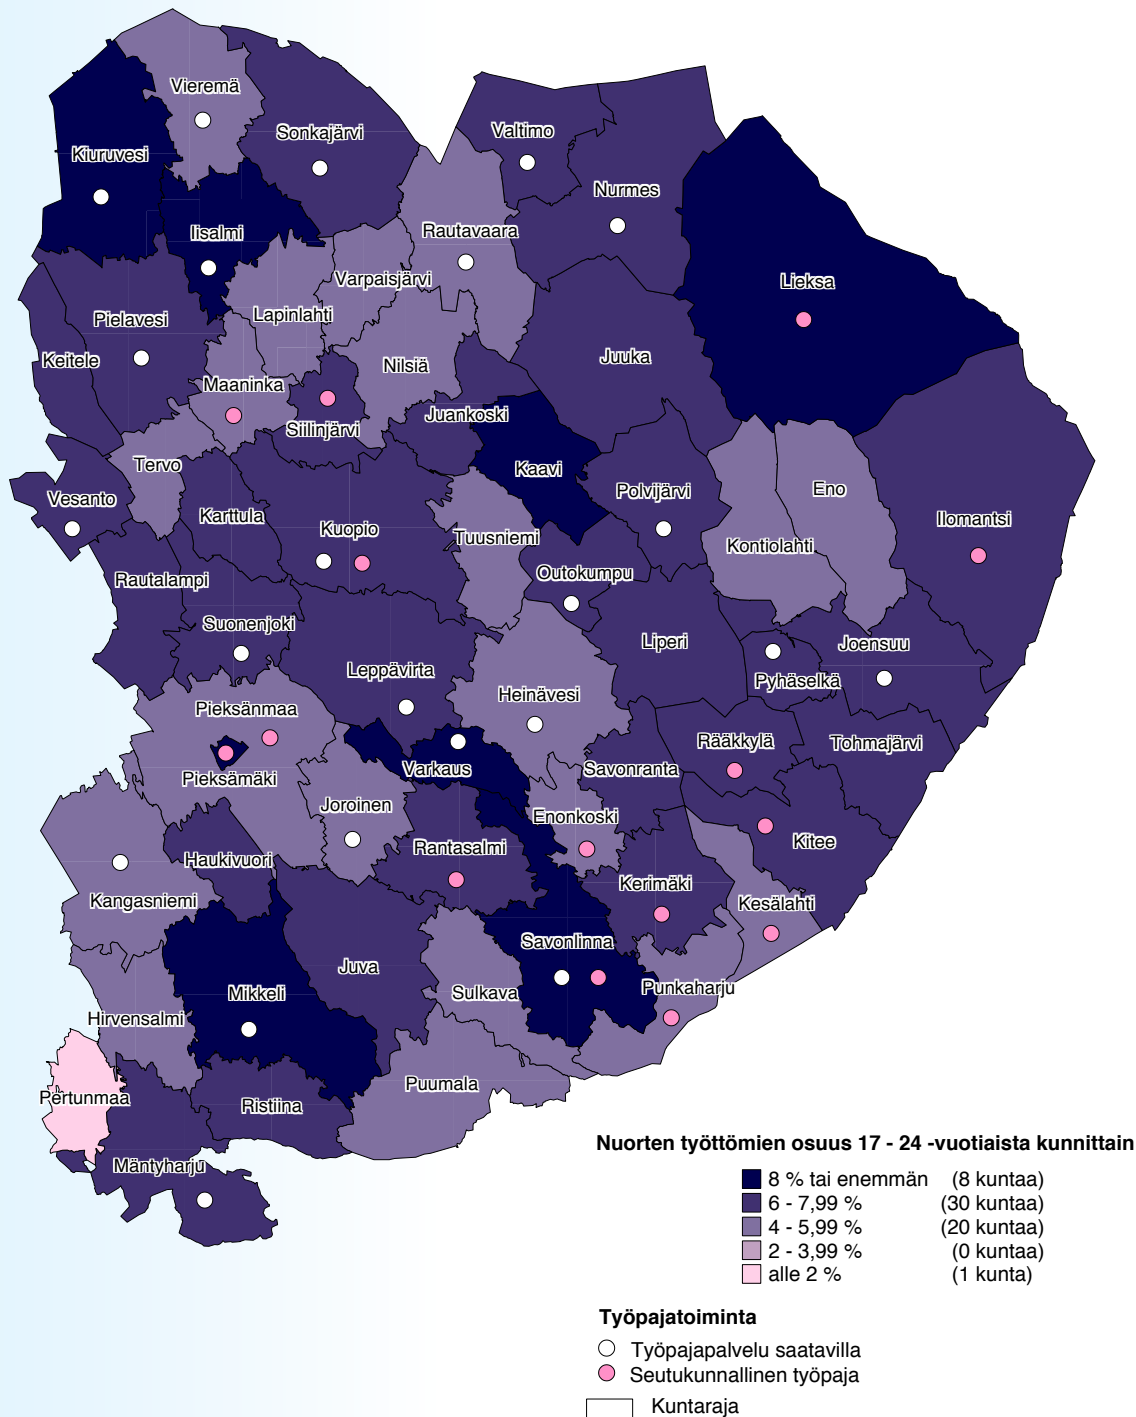 Vieremä
Sonkajärvi
Valtimo
Kiuruvesi
Nurmes
Iisalmi
Rautavaara
Varpaisjärvi
Lieksa
Lapinlahti
Pielavesi
Juuka
Keitele
Nilsiä
Maaninka
Juankoski
Siilinjärvi
Tervo
Kaavi
Polvijärvi
Eno
Vesanto
Karttula
Kuopio
Ilomantsi
Tuusniemi
Kontiolahti
Rautalampi
Outokumpu
Suonenjoki
Liperi
Joensuu
Leppävirta
Pyhäselkä
Heinävesi
Pieksänmaa
Rääkkylä
Tohmajärvi
Varkaus
Savonranta
Pieksämäki
Joroinen
Enonkoski
Kitee
Rantasalmi
Haukivuori
Kerimäki
Kangasniemi
Kesälahti
Savonlinna
Juva
Punkaharju
Mikkeli
Sulkava
Hirvensalmi
Puumala
Pertunmaa
Ristiina
Mäntyharju
Nuorten työttömien osuus 17 - 24 -vuotiaista kunnittain
8 % tai enemmän (8 kuntaa)
6 - 7,99 % (30 kuntaa)
4 - 5,99 % (20 kuntaa)
2 - 3,99 % (0 kuntaa)
alle 2 % (1 kunta)
Työpajatoiminta
Työpajapalvelu saatavilla
Seutukunnallinen työpaja
Kuntaraja